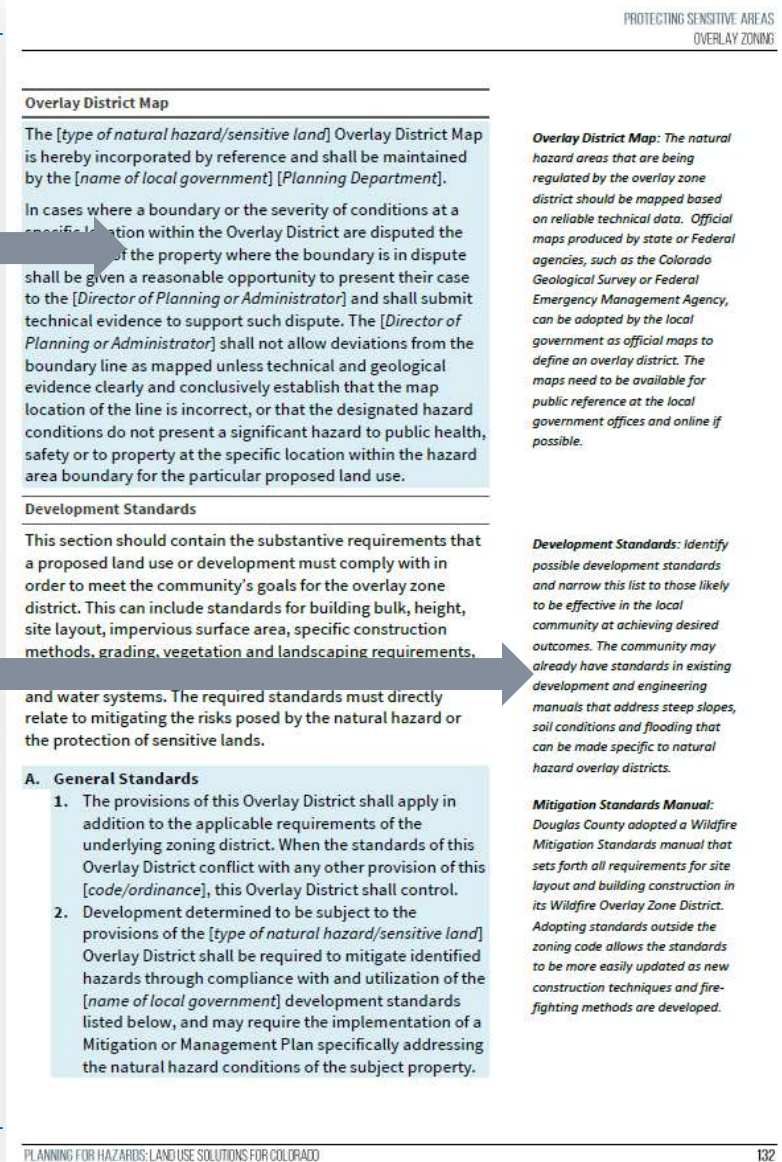 PROTECTING SENSITIVE AREAS
OVERLAY ZONING
Overlay District Map
The [type of natural hazard/sensitive land] Overlay District Map
is hereby incorporated by reference and shall be maintained
by the [name of local government] [Planning Department].
In cases where a boundary or the severity of conditions at a
location within the Overlay District are disputed the
of the property where the boundary is in dispute
shall be given a reasonable opportunity to present their case
to the [Director of Planning or Administrator] and shall submit
technical evidence to support such dispute. The [Director of
Planning or Administrator] shall not allow deviations from the
boundary line as mapped unless technical and geological
evidence clearly and conclusively establish that the map
location of the line is incorrect, or that the designated hazard
conditions do not present a significant hazard to public health,
safety or to property at the specific location within the hazard
area boundary for the particular proposed land use.
Overlay District Map: The natural
hazard areas that are being
regulated by the overlay zone
district should be mapped based
on reliable technical data. Official
maps produced by state or Federal
agencies, such as the Colorado
Geological Survey or Federal
Emergency Management Agency,
can be adopted by the local
government as official maps to
define an overlay district. The
maps need to be available for
public reference at the local
government offices and online if
possible.
Development Standards
This section should contain the substantive requirements that
a proposed land use or development must comply with in
order to meet the community's goals for the overlay zone
district. This can include standards for building bulk, height,
site layout, impervious surface area, specific construction
methods, grading, vegetation and landscaping requirements,
and water systems. The required standards must directly
relate to mitigating the risks posed by the natural hazard or
the protection of sensitive lands.
A. General Standards
1. The provisions of this Overlay District shall apply in
addition to the applicable requirements of the
underlying zoning district. When the standards of this
Overlay District conflict with any other provision of this
[code/ordinance], this Overlay District shall control.
2. Development determined to be subject to the
provisions of the [type of natural hazard/sensitive land]
Overlay District shall be required to mitigate identified
hazards through compliance with and utilization of the
[name of local government] development standards
listed below, and may require the implementation of a
Mitigation or Management Plan specifically addressing
the natural hazard conditions of the subject property.
Development Standards: Identify
possible development standards
and narrow this list to those likely
to be effective in the local
community at achieving desired
outcomes. The community may
already have standards in existing
development and engineering
manuals that address steep slopes,
soil conditions and flooding that
can be made specific to natural
hazard overlay districts.
Mitigation Standards Manual:
Douglas County adopted a Wildfire
Mitigation Standards manual that
sets forth all requirements for site
layout and building construction in
its Wildfire Overlay Zone District.
Adopting standards outside the
zoning code allows the standards
to be more easily updated as new
construction techniques and fire-
fighting methods are developed.
PLANNING FOR HAZARDS: LAND USE SOLUTIONS FOR COLORADO
132